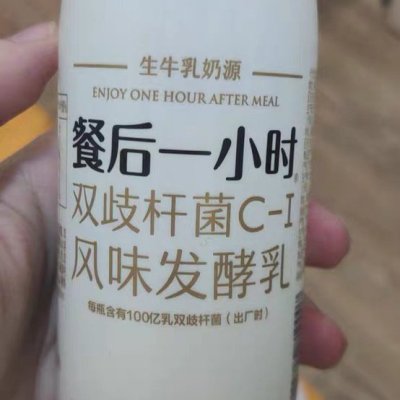 生牛乳奶源
ENJOY ONE HOUR AFTER MEAL
餐后一小时
双歧杆菌C-I
风味发酵乳
每瓶含有100亿乳双歧杆菌（出厂时）